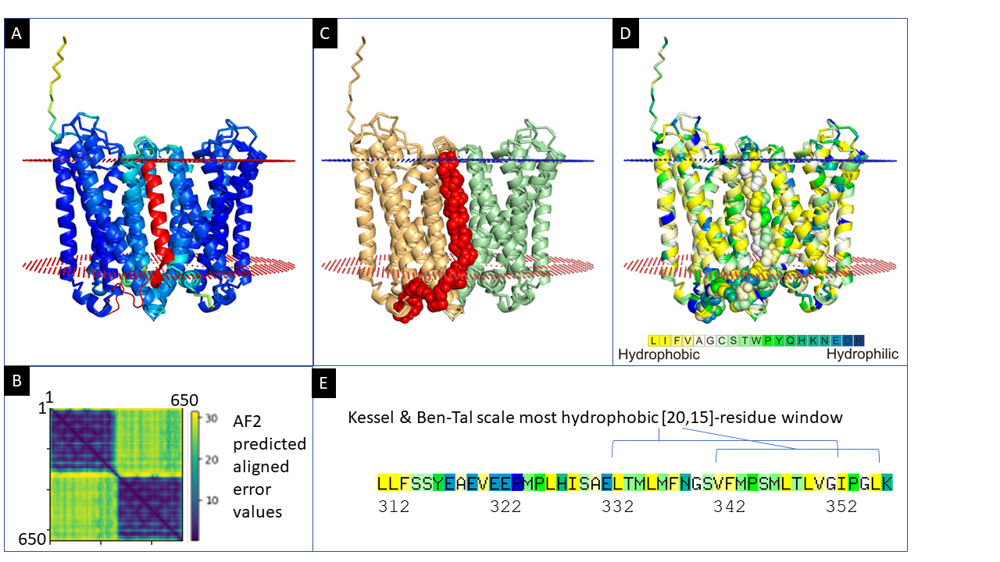 A
C
D
L I F V A G C S T W P Y Q H K N E D R
Hydrophobic Hydrophilic
B
1
1 650
650
30
20
10
AF2
predicted
aligned
error
values
E
Kessel & Ben-Tal scale most hydrophobic [20,15]-residue window
LLFSSYEAEVEERMPLHISAELTMLMFNGSVFMPSMLTLVGIPGLK
312 322 332 342 352